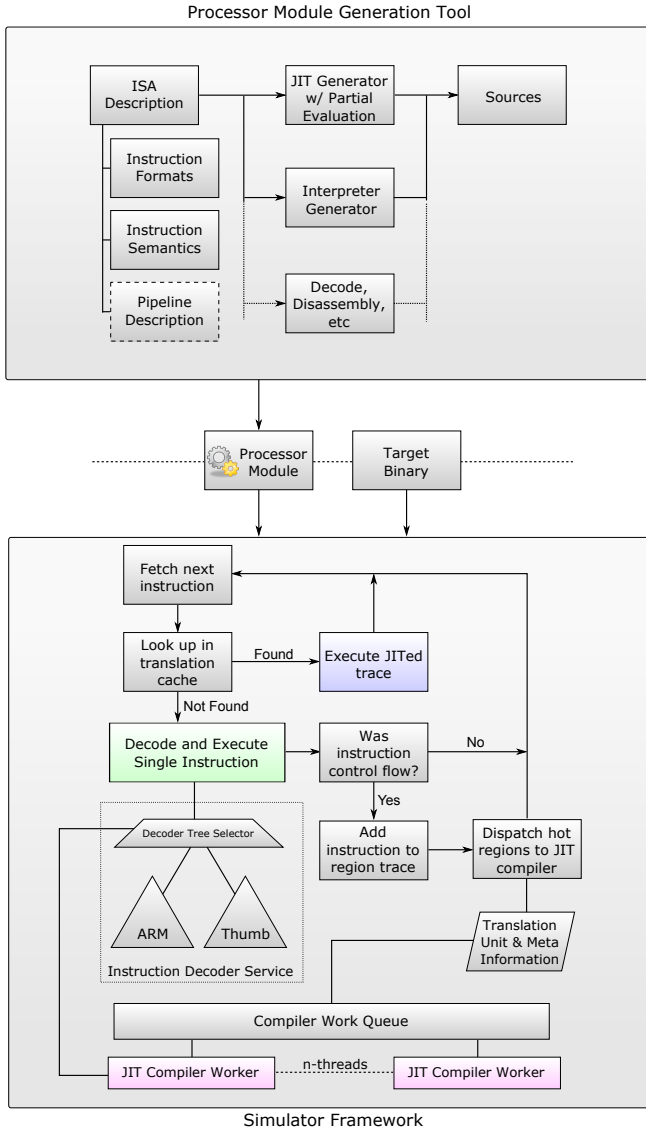 Processor Module Generation Tool
ISA
Description
JIT Generator
w/ Partial
Evaluation
Sources
Instruction
Formats
Interpreter
Generator
Instruction
Semantics
Pipeline
Description
Decode,
Disassembly,
etc
Processor
Module
Target
Binary
Fetch next
instruction
Look up in
translation
cache
Found
Execute JITed
trace
Not Found
Decode and Execute
Single Instruction
Was
instruction
control flow?
No
Yes
Decoder Tree Selector
Add
instruction to
region trace
Dispatch hot
regions to JIT
compiler
ARM
Thumb
Instruction Decoder Service
Translation
Unit & Meta
Information
Compiler Work Queue
JIT Compiler Worker
n-threads
JIT Compiler Worker
Simulator Framework